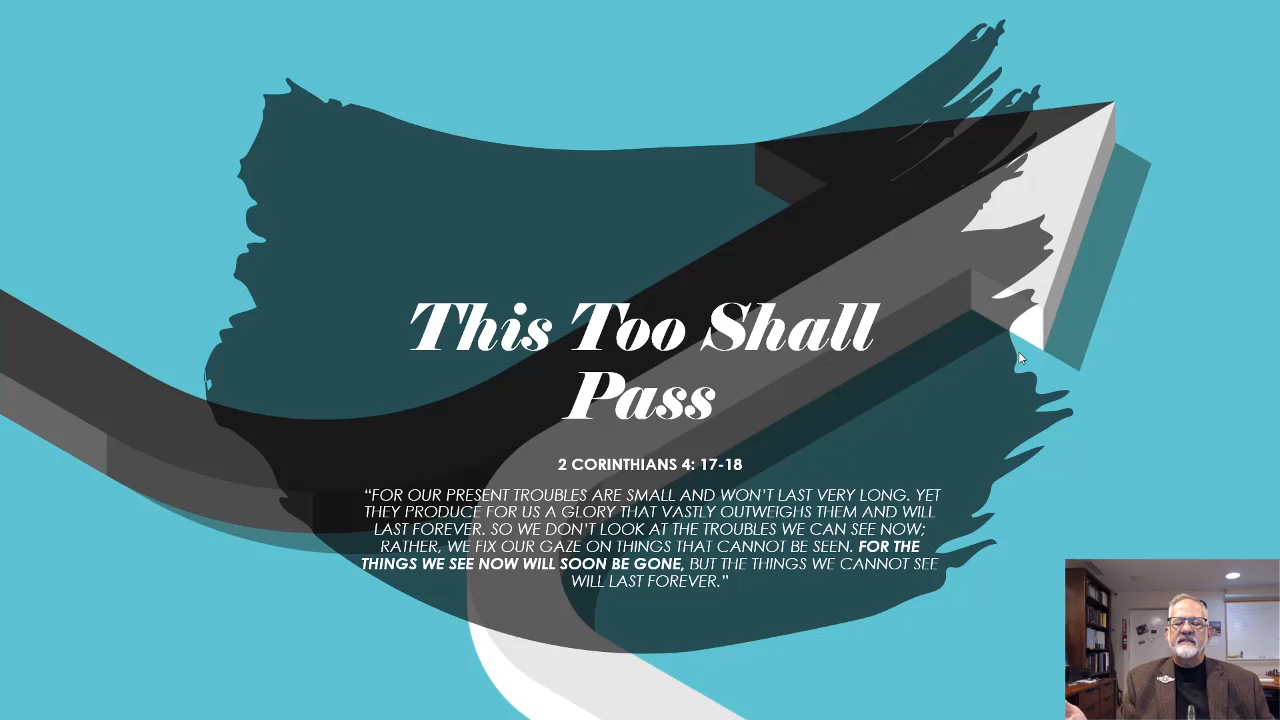 This Too Shall
Pass
2 CORINTHIANS 4: 17-18
“FOR OUR PRESENT TROUBLES ARE SMALL AND WON’T LAST VERY LONG. YET
THEY PRODUCE FOR US A GLORY THAT VASTLY OUTWEIGHS THEM AND WILL
LAST FOREVER. SO WE DON’T LOOK AT THE TROUBLES WE CAN SEE NOW;
RATHER, WE FIX OUR GAZE ON THINGS THAT CANNOT BE SEEN. FOR THE
THINGS WE SEE NOW WILL SOON BE GONE, BUT THE THINGS WE CANNOT SEE
WILL LAST FOREVER.”